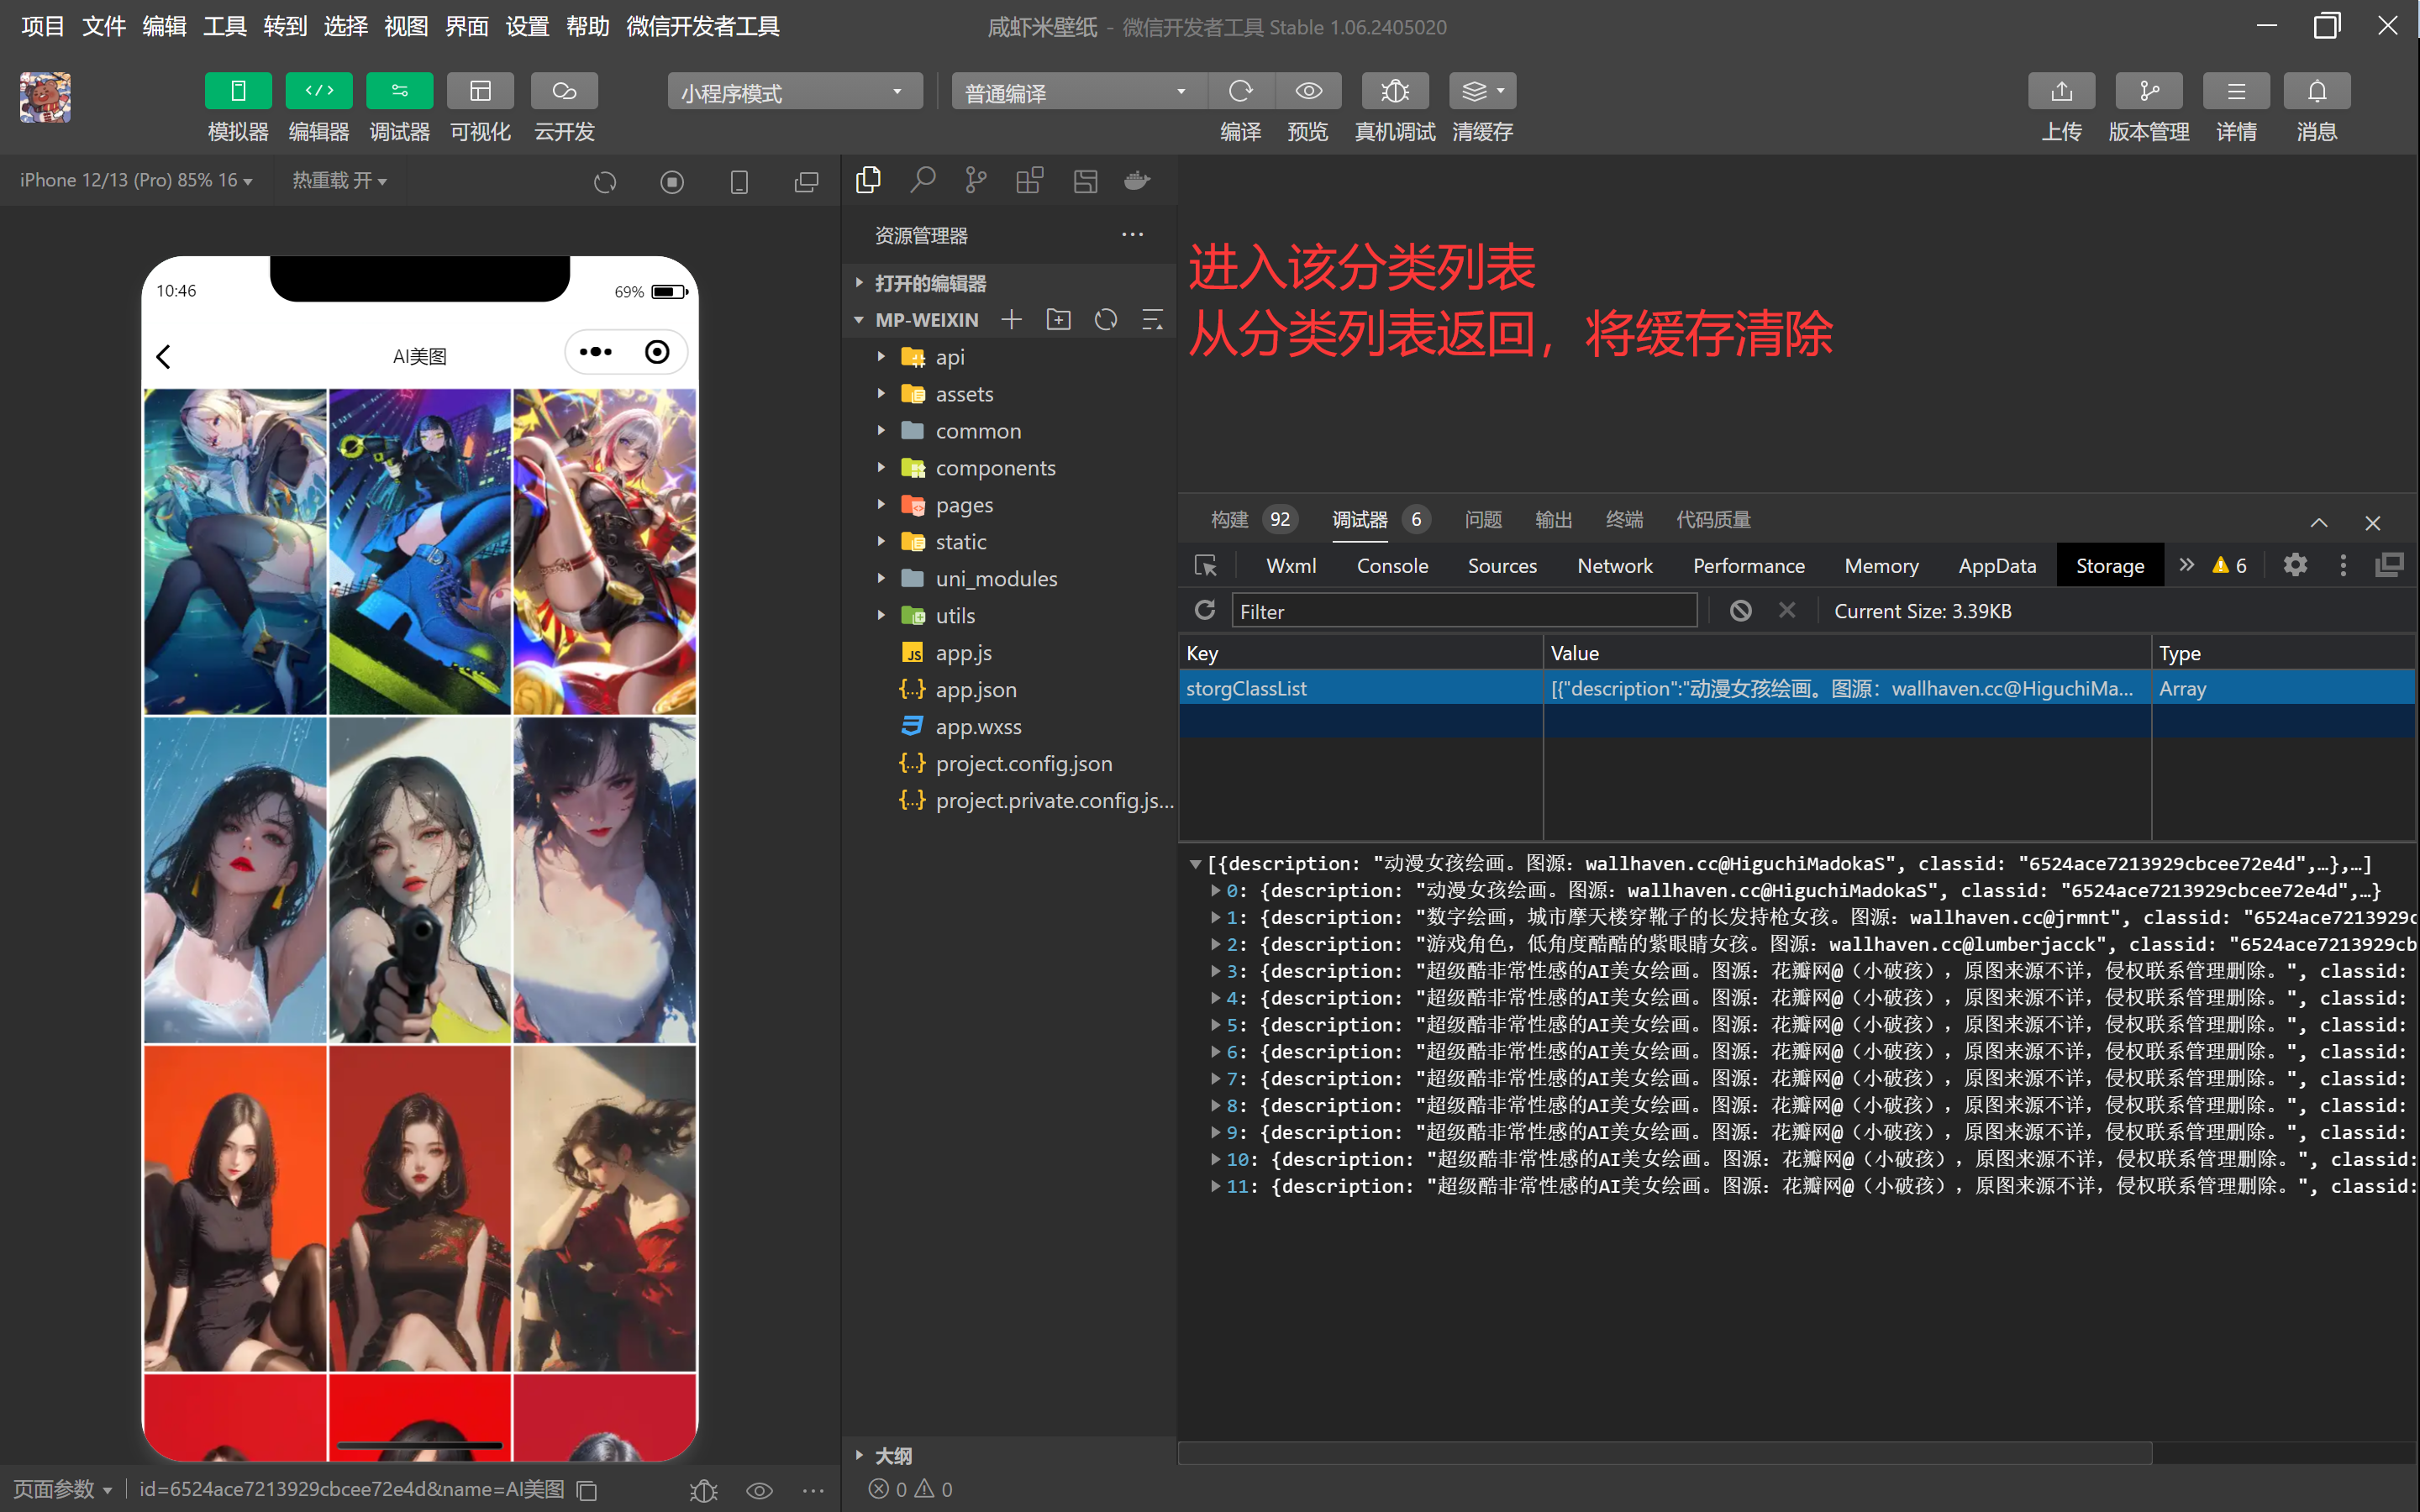 项目 文件 编辑 工具 转到 选择 视图 界面 设置 帮助 微信开发者工具
咸虾米壁纸 - 微信开发者工具 Stable 1.06.2405020
小程序模式
普通编译
模拟器 编辑器 调试器 可视化 云开发
编译 预览 真机调试 清缓存
上传 版本管理 详情 消息
iPhone 12/13 (Pro) 85% 16
热重载 开
10:46
69%
AI美图
资源管理器
打开的编辑器
MP-WEIXIN
api
assets
common
components
pages
static
uni_modules
utils
JS app.js
{..} app.json
app.wxss
{..} project.config.json
{..} project.private.config.js...
大纲
进入该分类列表
从分类列表返回，将缓存清除
构建 92 调试器 6 问题 输出 终端 代码质量
Wxml Console Sources Network Performance Memory AppData Storage 6
Filter
Current Size: 3.39KB
Key Value Type
storgClassList [{"description":"动漫女孩绘画。图源：wallhaven.cc@HiguchiMa... Array
[{description: "动漫女孩绘画。图源：wallhaven.cc@HiguchiMadokaS", classid: "6524ace7213929cbcee72e4d",…},…]
0: {description: "动漫女孩绘画。图源：wallhaven.cc@HiguchiMadokaS", classid: "6524ace7213929cbcee72e4d",…}
1: {description: "数字绘画，城市摩天楼穿靴子的长发持枪女孩。图源：wallhaven.cc@jrmnt", classid: "6524ace7213929c
2: {description: "游戏角色，低角度酷酷的紫眼睛女孩。图源：wallhaven.cc@lumberjacck", classid: "6524ace7213929cb
3: {description: "超级酷非常性感的AI美女绘画。图源：花瓣网@（小破孩），原图来源不详，侵权联系管理删除。", classid:
4: {description: "超级酷非常性感的AI美女绘画。图源：花瓣网@（小破孩），原图来源不详，侵权联系管理删除。", classid:
5: {description: "超级酷非常性感的AI美女绘画。图源：花瓣网@（小破孩），原图来源不详，侵权联系管理删除。", classid:
6: {description: "超级酷非常性感的AI美女绘画。图源：花瓣网@（小破孩），原图来源不详，侵权联系管理删除。", classid:
7: {description: "超级酷非常性感的AI美女绘画。图源：花瓣网@（小破孩），原图来源不详，侵权联系管理删除。", classid:
8: {description: "超级酷非常性感的AI美女绘画。图源：花瓣网@（小破孩），原图来源不详，侵权联系管理删除。", classid:
9: {description: "超级酷非常性感的AI美女绘画。图源：花瓣网@（小破孩），原图来源不详，侵权联系管理删除。", classid:
10: {description: "超级酷非常性感的AI美女绘画。图源：花瓣网@（小破孩），原图来源不详，侵权联系管理删除。", classid:
11: {description: "超级酷非常性感的AI美女绘画。图源：花瓣网@（小破孩），原图来源不详，侵权联系管理删除。", classid:
页面参数 id=6524ace7213929cbcee72e4d&name=AI美图
0 0